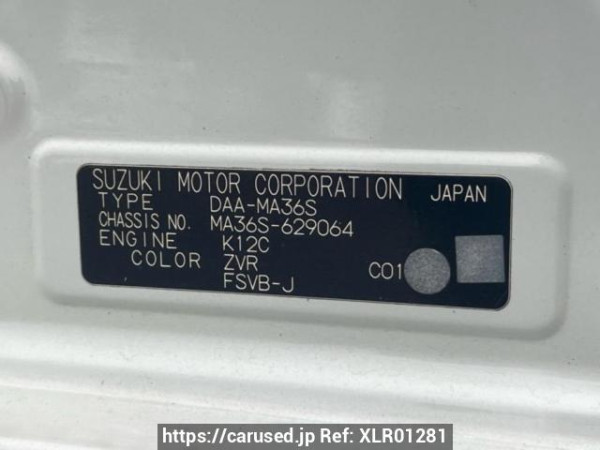 SUZUKI MOTOR CORPORATION JAPAN
TYPE DAA-MA36S
CHASSIS NO. MA36S-629064
ENGINE K12C
COLOR ZVR C01
FSVB-J
https://carused.jp Ref: XLR01281